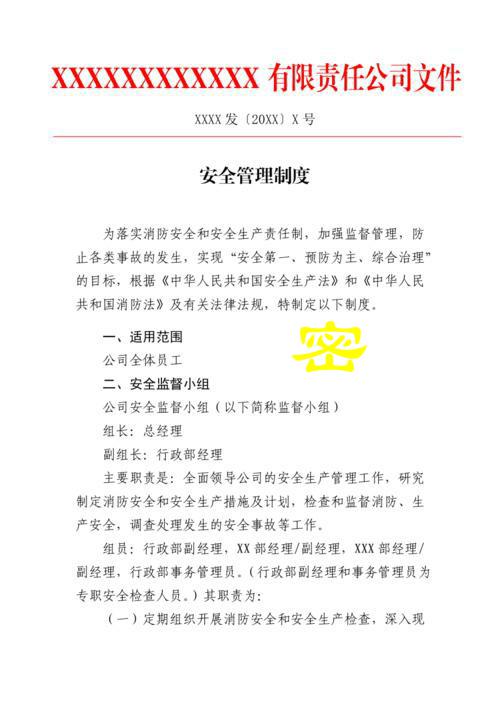 XXXXXXXXXXXX 有限责任公司文件
XXXX 发〔20XX〕X 号
安全管理制度
为落实消防安全和安全生产责任制，加强监督管理，防
止各类事故的发生，实现“安全第一、预防为主、综合治理”
的目标，根据《中华人民共和国安全生产法》和《中华人民
共和国消防法》及有关法律法规，特制定以下制度。
一、适用范围
密
公司全体员工
二、安全监督小组
公司安全监督小组（以下简称监督小组）
组长：总经理
副组长：行政部经理
主要职责是：全面领导公司的安全生产管理工作，研究
制定消防安全和安全生产措施及计划，检查和监督消防、生
产安全，调查处理发生的安全事故等工作。
组员：行政部副经理，XX 部经理/副经理，XXX 部经理/
副经理，行政部事务管理员。（行政部副经理和事务管理员为
专职安全检查人员。）其职责为：
（一）定期组织开展消防安全和安全生产检查，深入现